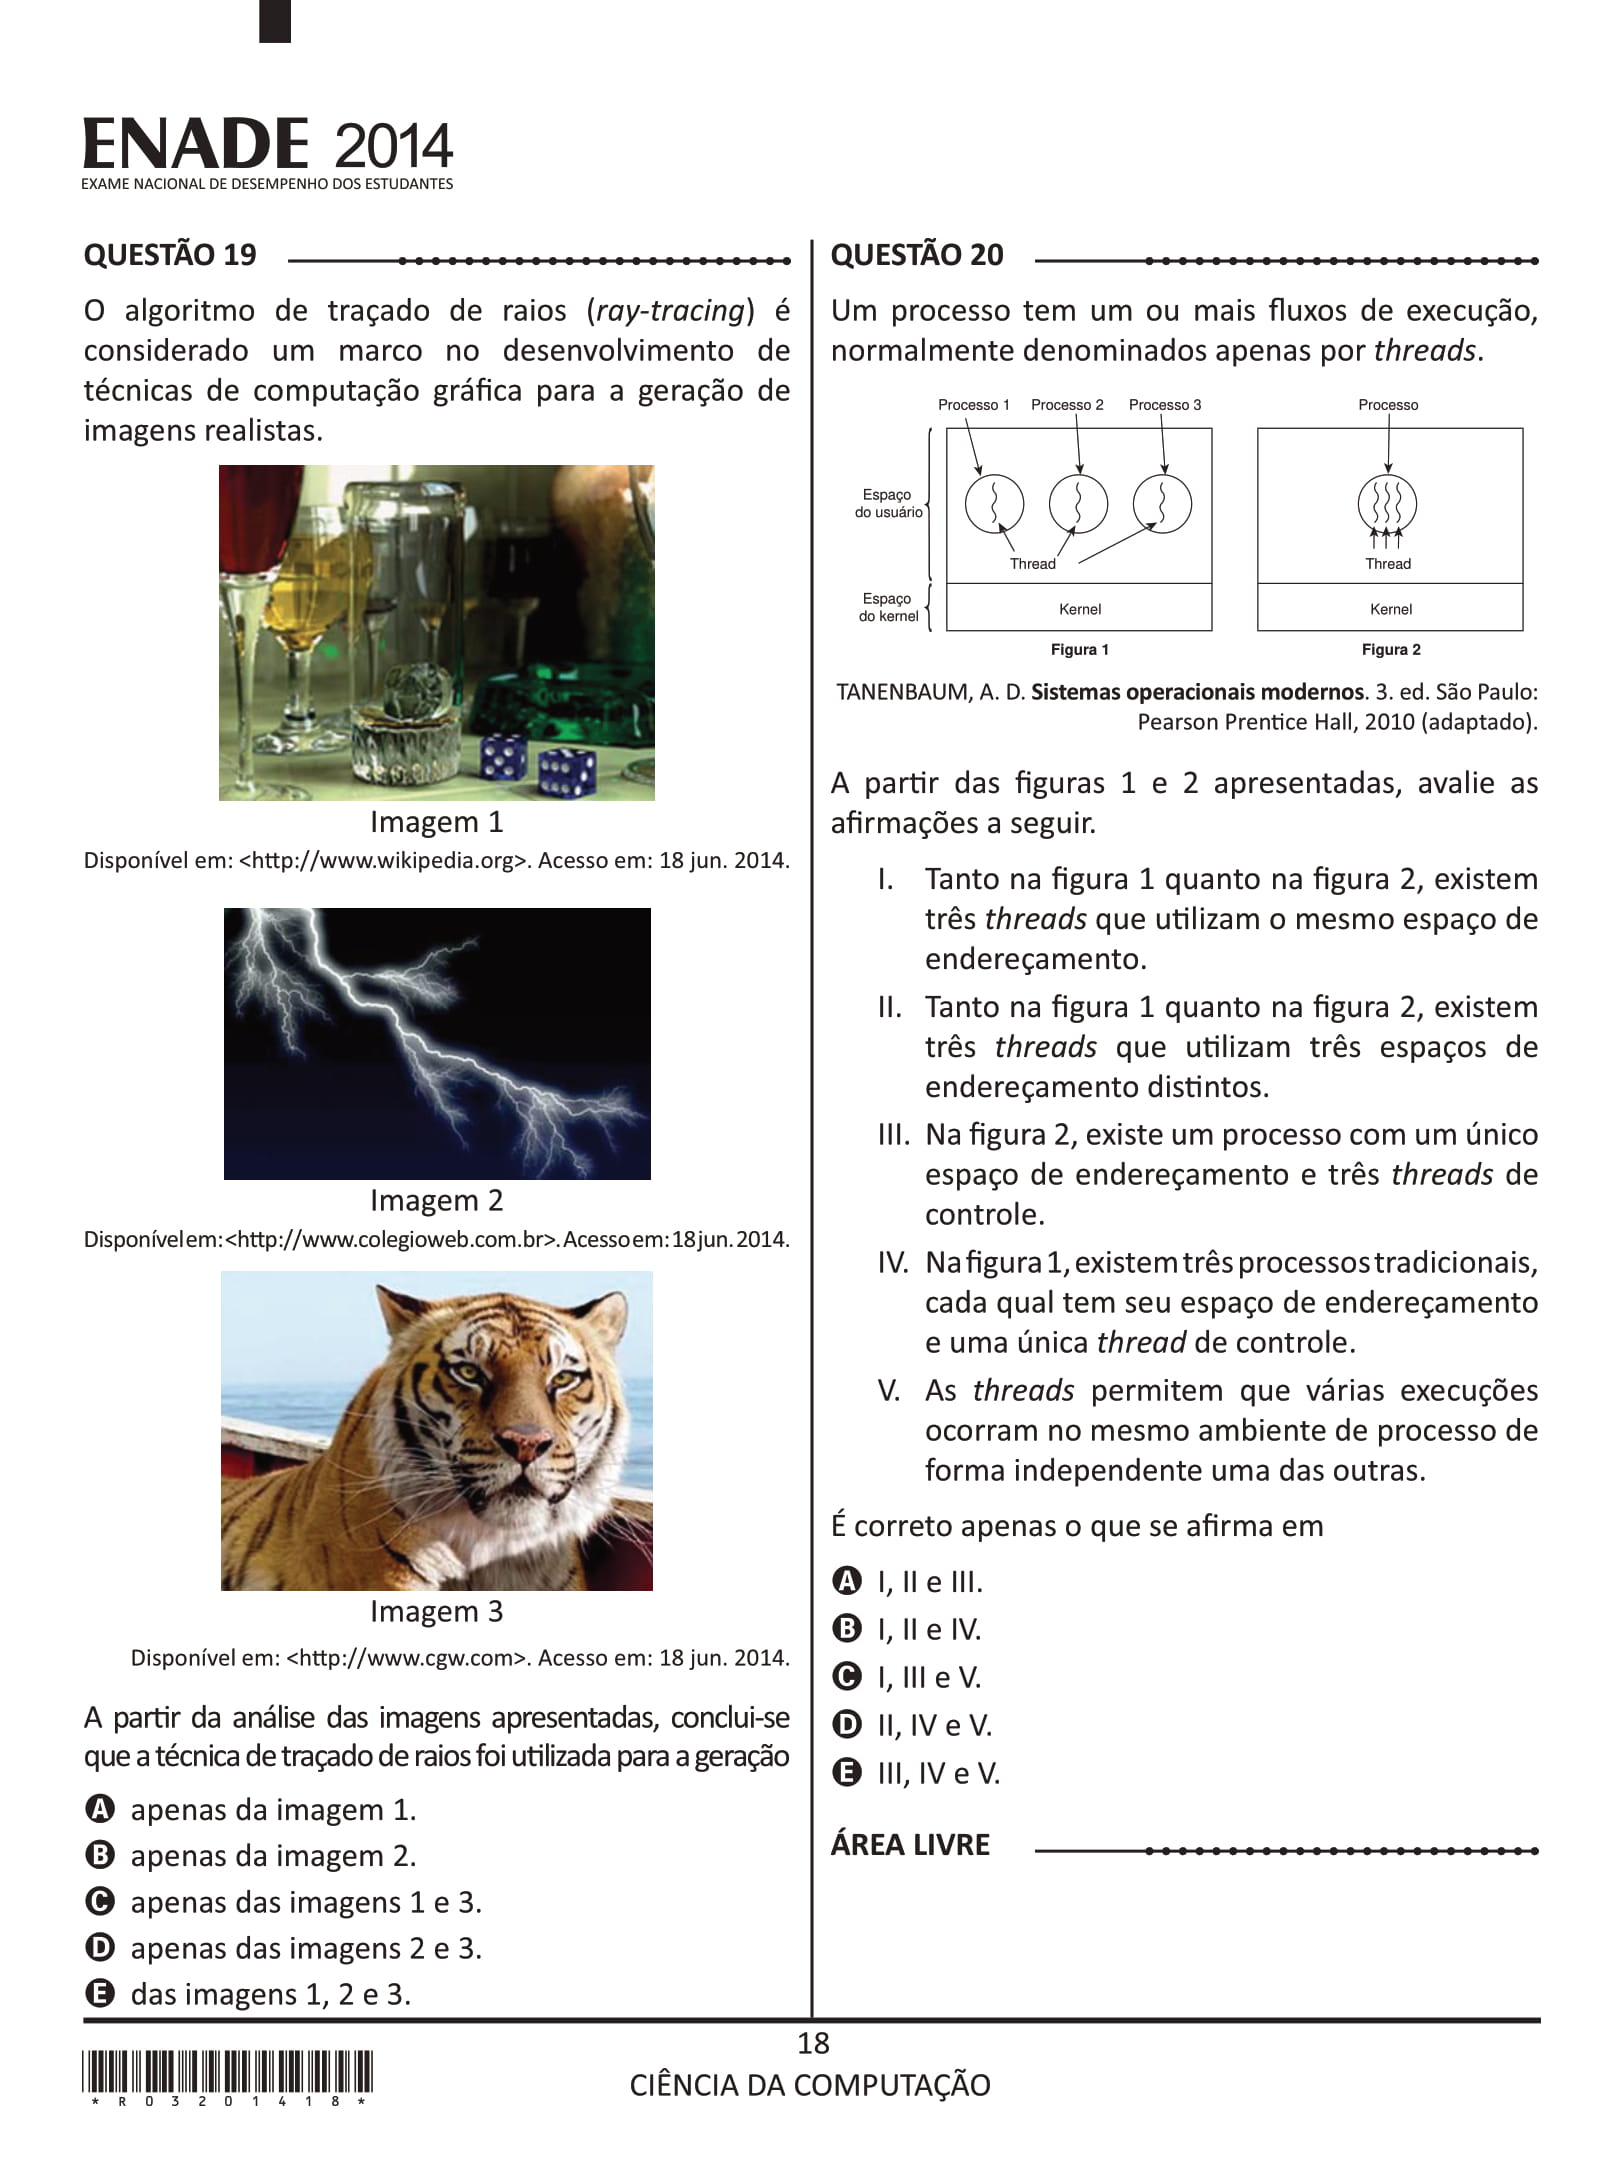 ENADE 2014
EXAME NACIONAL DE DESEMPENHO DOS ESTUDANTES
QUESTÃO 19
O algoritmo de traçado de raios (ray-tracing) é
considerado um marco no desenvolvimento de
técnicas de computação gráfica para a geração de
imagens realistas.
Imagem 1
Disponível em: <http://www.wikipedia.org>. Acesso em: 18 jun. 2014.
Imagem 2
Disponível em: <http://www.colegioweb.com.br>. Acesso em: 18 jun. 2014.
Imagem 3
Disponível em: <http://www.cgw.com>. Acesso em: 18 jun. 2014.
A partir da análise das imagens apresentadas, conclui-se
que a técnica de traçado de raios foi utilizada para a geração
A apenas da imagem 1.
B apenas da imagem 2.
C apenas das imagens 1 e 3.
D apenas das imagens 2 e 3.
E das imagens 1, 2 e 3.
QUESTÃO 20
Um processo tem um ou mais fluxos de execução,
normalmente denominados apenas por threads.
Processo 1 Processo 2 Processo 3
Processo
Espaço
do usuário
Thread
Thread
Espaço
do kernel
Kernel
Kernel
Figura 1
Figura 2
TANENBAUM, A. D. Sistemas operacionais modernos. 3. ed. São Paulo:
Pearson Prentice Hall, 2010 (adaptado).
A partir das figuras 1 e 2 apresentadas, avalie as
afirmações a seguir.
I. Tanto na figura 1 quanto na figura 2, existem
três threads que utilizam o mesmo espaço de
endereçamento.
II. Tanto na figura 1 quanto na figura 2, existem
três threads que utilizam três espaços de
endereçamento distintos.
III. Na figura 2, existe um processo com um único
espaço de endereçamento e três threads de
controle.
IV. Na figura 1, existem três processos tradicionais,
cada qual tem seu espaço de endereçamento
e uma única thread de controle.
V. As threads permitem que várias execuções
ocorram no mesmo ambiente de processo de
forma independente uma das outras.
É correto apenas o que se afirma em
A I, II e III.
B I, II e IV.
C I, III e V.
D II, IV e V.
E III, IV e V.
ÁREA LIVRE
18
CIÊNCIA DA COMPUTAÇÃO
* R 0 3 2 0 1 4 1 8 *